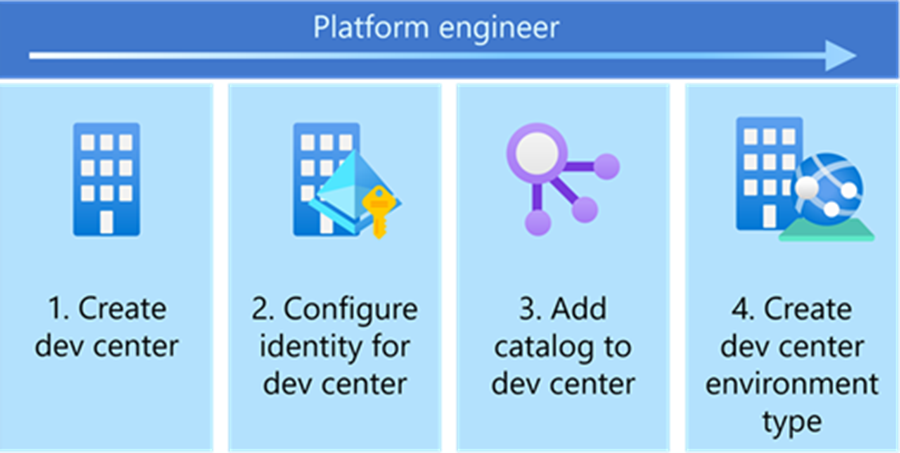 Platform engineer
1. Create
dev center
2. Configure
identity for
dev center
3. Add
catalog to
dev center
4. Create
dev center
environment
type